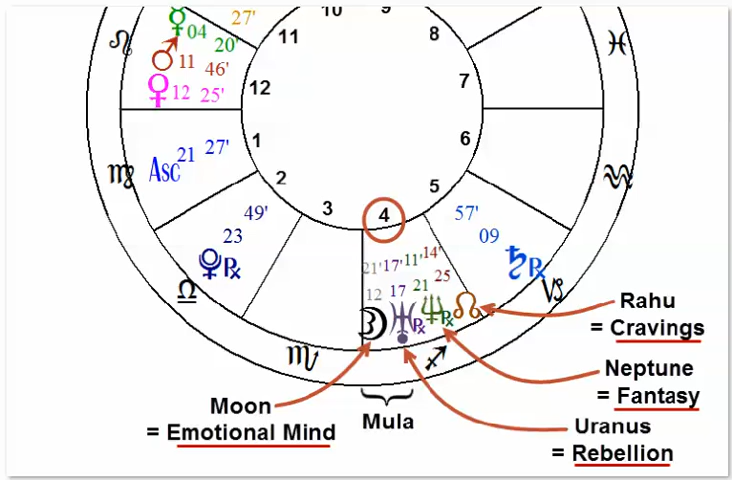 10
9
27'
☿ 04
20'
♌
11
8
♓
♂ 11 46'
♀ 12 25'
12
7
♍
Asc 21 27'
1
6
♒
2
3
4
5
49'
23
♇ ℞
♎
57'
09
♄ ℞
♑
21' 17' 11' 14'
12 17 21 25
☽ ♅ ℞ ♆ ℞ ☊
♏
♐
Rahu
= Cravings
Neptune
= Fantasy
Moon
= Emotional Mind
Mula
Uranus
= Rebellion